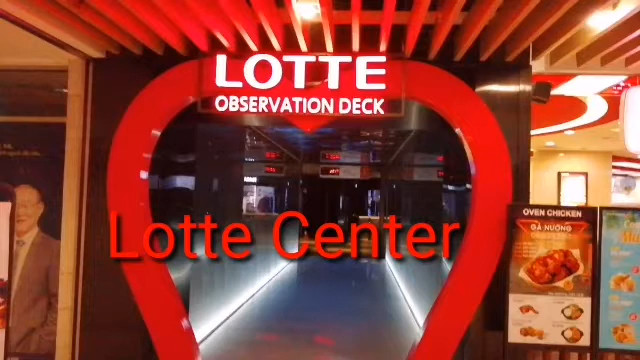 LOTTE
OBSERVATION DECK
Lotte Center
OVEN CHICKEN
GÀ NƯỚNG